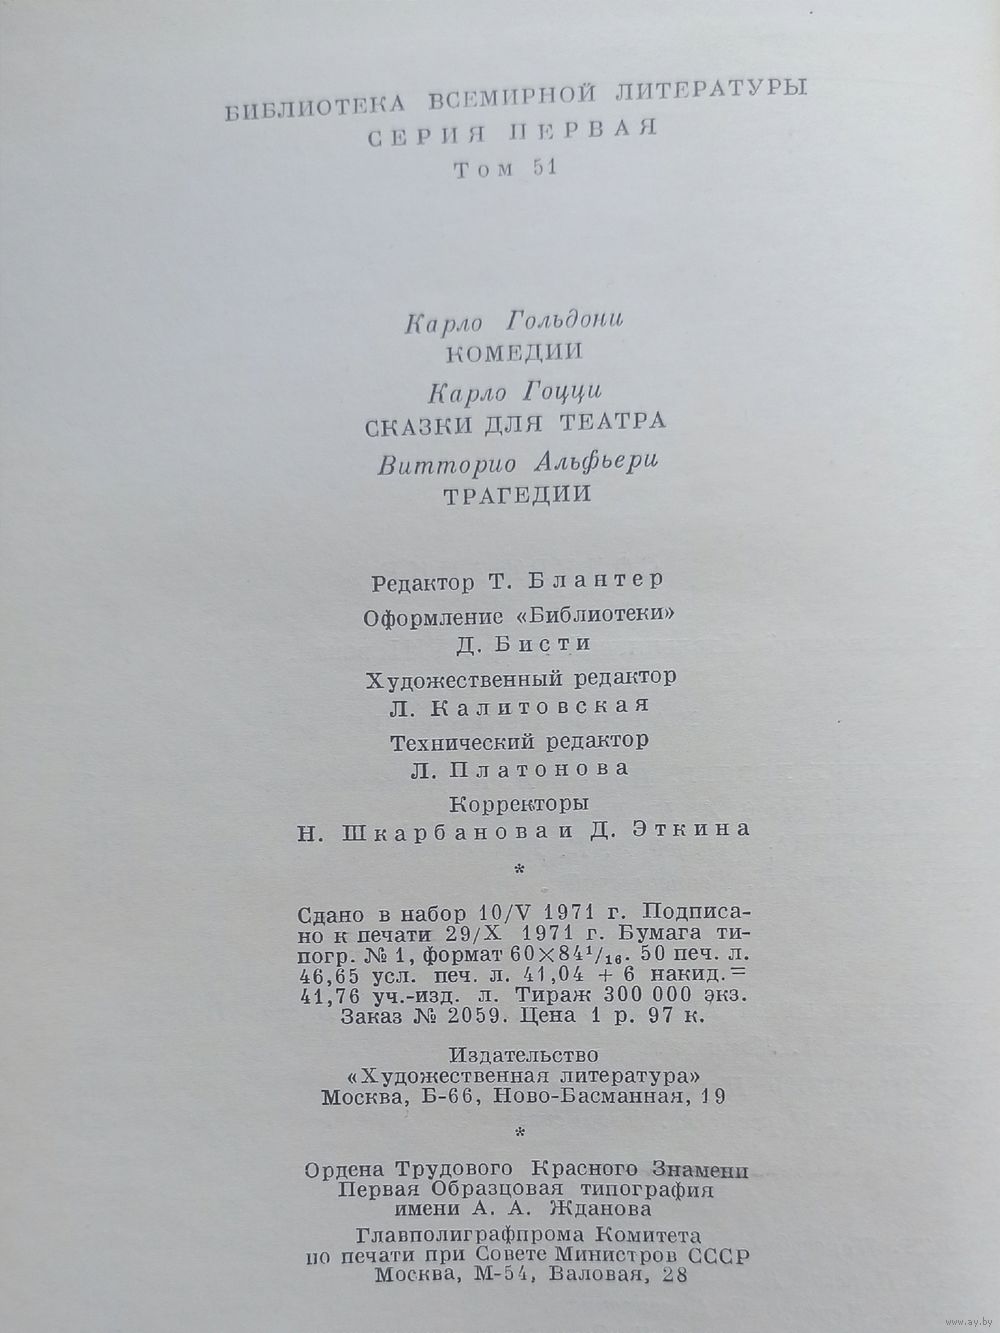 БИБЛИОТЕКА ВСЕМИРНОЙ ЛИТЕРАТУРЫ
СЕРИЯ ПЕРВАЯ
Том 51
Карло Гольдони
КОМЕДИИ
Карло Гоцци
СКАЗКИ ДЛЯ ТЕАТРА
Витторио Альфьери
ТРАГЕДИИ
Редактор Т. Блантер
Оформление «Библиотеки»
Д. Бисти
Художественный редактор
Л. Калитовская
Технический редактор
Л. Платонова
Корректоры
Н. Шкарбанова и Д. Эткина
*
Сдано в набор 10/V 1971 г. Подписа-
но к печати 29/X 1971 г. Бумага ти-
погр. № 1, формат 60×84¹/₁₆. 50 печ. л.
46,65 усл. печ. л. 41,04 + 6 накид.=
41,76 уч.-изд. л. Тираж 300 000 экз.
Заказ № 2059. Цена 1 р. 97 к.
Издательство
«Художественная литература»
Москва, Б-66, Ново-Басманная, 19
*
Ордена Трудового Красного Знамени
Первая Образцовая типография
имени А. А. Жданова
Главполиграфпрома Комитета
по печати при Совете Министров СССР
Москва, М-54, Валовая, 28
www.ay.by